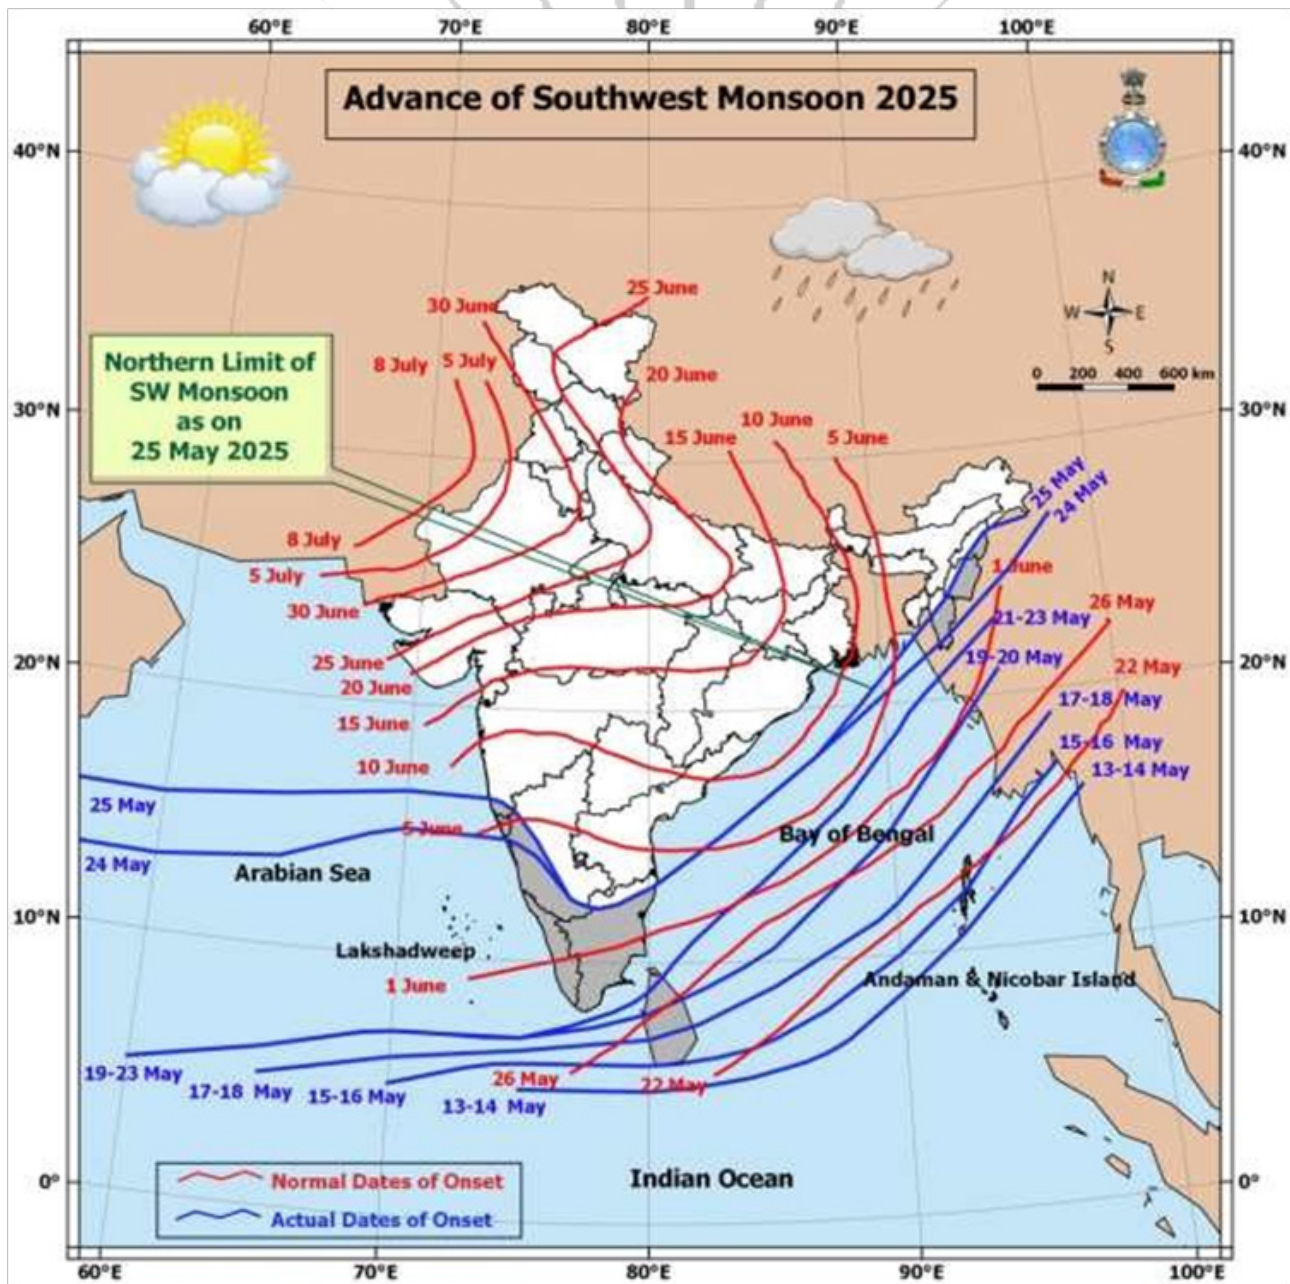 60°E 70°E 80°E 90°E 100°E
Advance of Southwest Monsoon 2025
40°N 40°N
N
W E
S
25 June
30 June
Northern Limit of
SW Monsoon
as on
25 May 2025
8 July 5 July
20 June
0 200 400 600 km
30°N 30°N
10 June
15 June 5 June
25 May
24 May
8 July
5 July
1 June
30 June
26 May
21-23 May
25 June
19-20 May
20°N 20°N
22 May
20 June
17-18 May
15 June
15-16 May
10 June
13-14 May
25 May
5 June
Bay of Bengal
24 May
Arabian Sea
10°N 10°N
Lakshadweep
Andaman & Nicobar Island
1 June
19-23 May
17-18 May
15-16 May
26 May
22 May
13-14 May
Indian Ocean
0° 0°
Normal Dates of Onset
Actual Dates of Onset
60°E 70°E 80°E 90°E 100°E